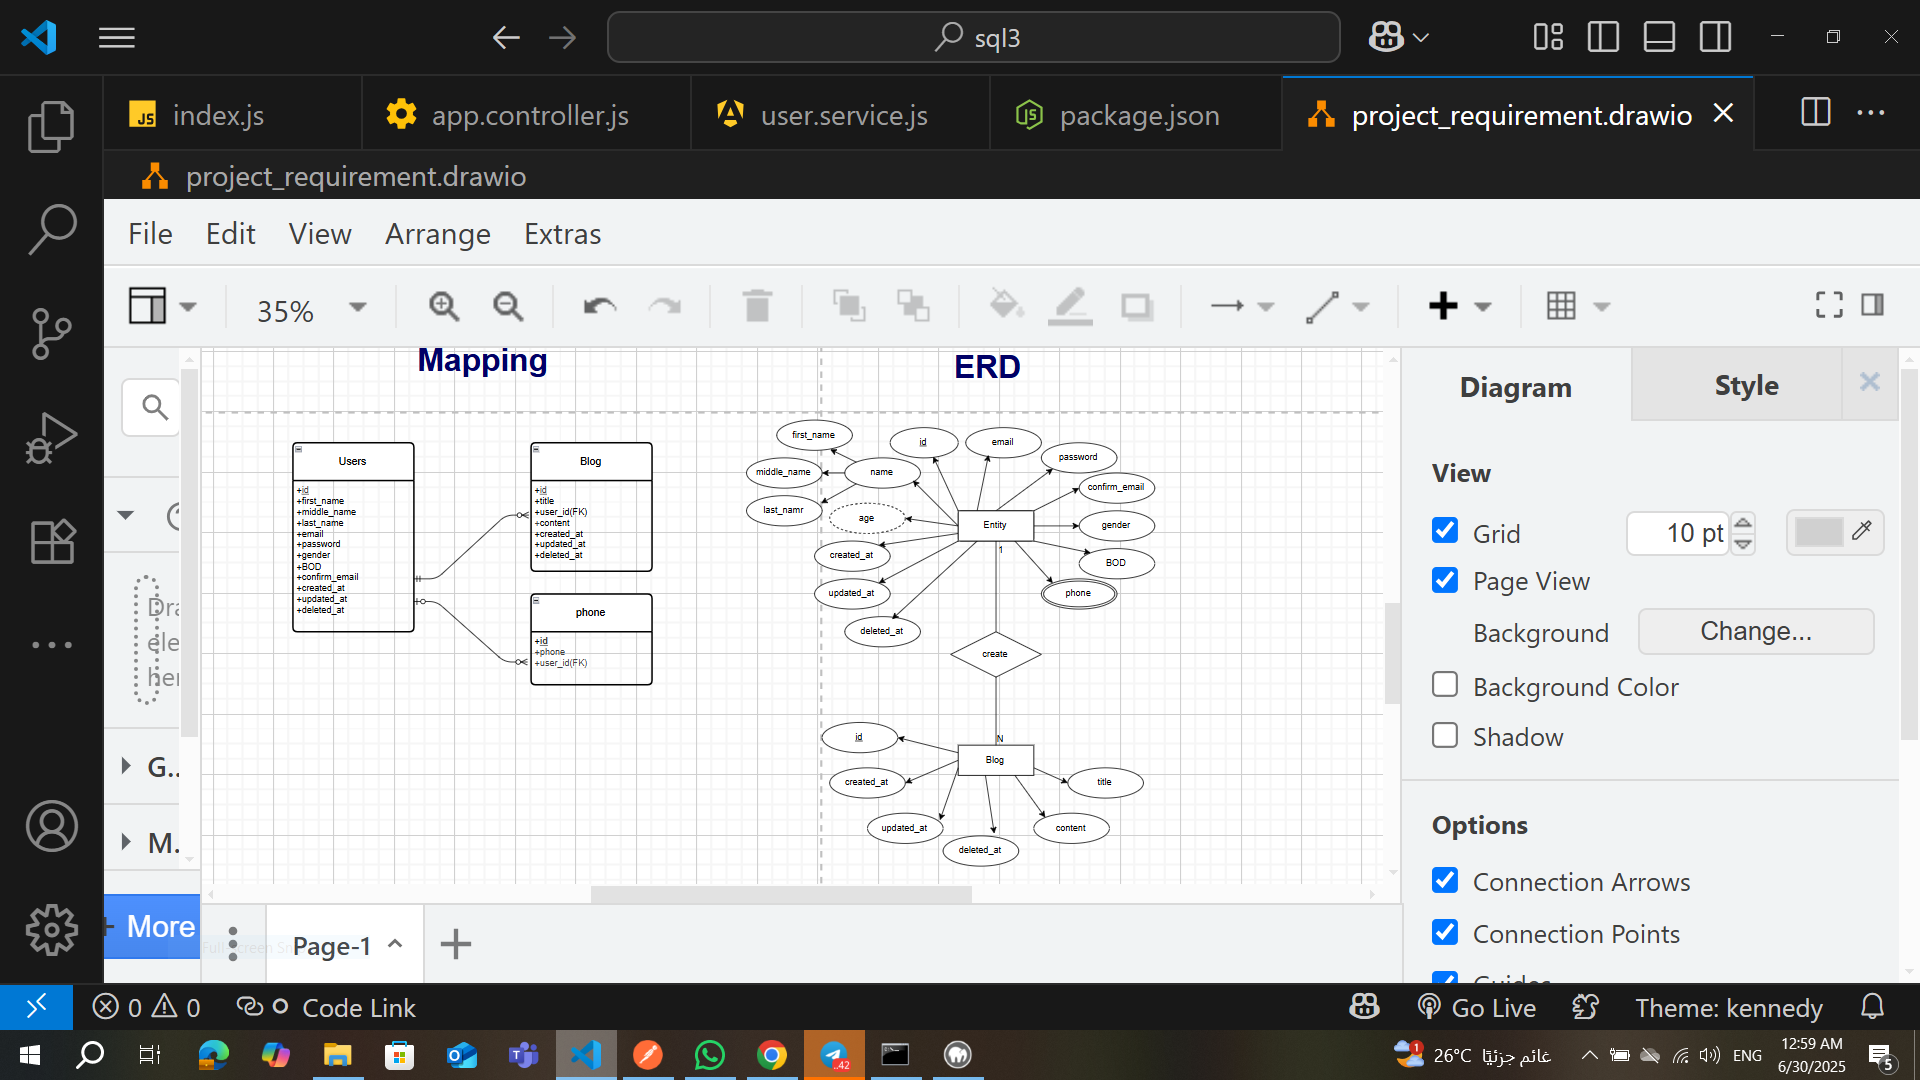 sql3
index.js
app.controller.js
user.service.js
package.json
project_requirement.drawio
project_requirement.drawio
File Edit View Arrange Extras
35%
Mapping
ERD
Users
+id
+first_name
+middle_name
+last_name
+email
+password
+gender
+BOD
+confirm_email
+created_at
+updated_at
+deleted_at
Blog
+id
+title
+user_id(FK)
+content
+created_at
+updated_at
+deleted_at
phone
+id
+phone
+user_id(FK)
first_name
middle_name
last_namr
name
id
email
password
confirm_email
gender
BOD
phone
age
created_at
updated_at
deleted_at
Entity
1
create
N
Blog
id
created_at
updated_at
deleted_at
content
title
Dra
ele
her
G..
M.
+ More
Page-1
Diagram
Style
View
Grid
10 pt
Page View
Background
Change...
Background Color
Shadow
Options
Connection Arrows
Connection Points
Guides
0 0
Code Link
Go Live
Theme: kennedy
..42
1
26°C غائم جزئيًا
ENG
12:59 AM
6/30/2025
5